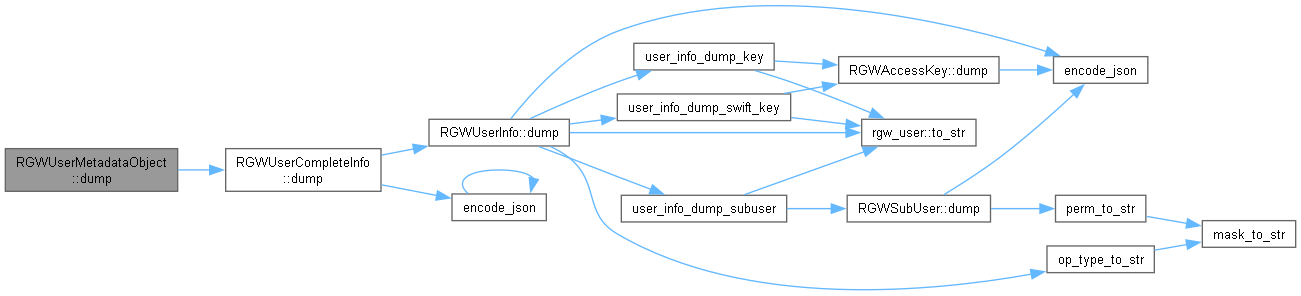 RGWUserMetadataObject
::dump
RGWUserCompleteInfo
::dump
RGWUserInfo::dump
encode_json
user_info_dump_key
user_info_dump_swift_key
user_info_dump_subuser
RGWAccessKey::dump
rgw_user::to_str
RGWSubUser::dump
encode_json
perm_to_str
op_type_to_str
mask_to_str